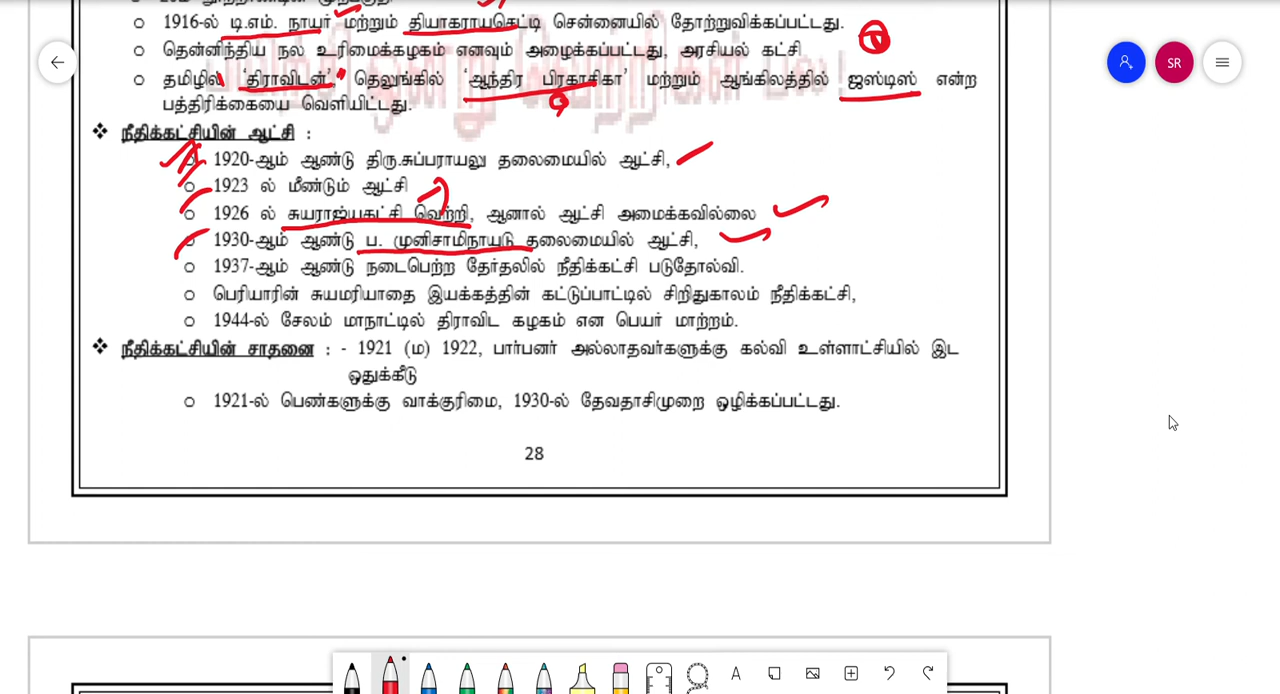 1916-ல் டி.எம். நாயர் மற்றும் தியாகராயகெட்டி சென்னையில் தோற்றுவிக்கப்பட்டது.
தென்னிந்திய நல உரிமைக்கழகம் எனவும் அழைக்கப்பட்டது, அரசியல் கட்சி
தமிழில் ‘திராவிடன்’ தெலுங்கில் ‘ஆந்திர பிரகாசிகா’ மற்றும் ஆங்கிலத்தில் ஜஸ்டிஸ் என்ற
பத்திரிக்கையை வெளியிட்டது.
❖ நீதிக்கட்சியின் ஆட்சி :
o 1920-ஆம் ஆண்டு திரு.சுப்பராயலு தலைமையில் ஆட்சி,
o 1923 ல் மீண்டும் ஆட்சி
o 1926 ல் சுயராஜ்யகட்சி வெற்றி, ஆனால் ஆட்சி அமைக்கவில்லை
o 1930-ஆம் ஆண்டு ப. முனிசாமிநாயுடு தலைமையில் ஆட்சி,
o 1937-ஆம் ஆண்டு நடைபெற்ற தேர்தலில் நீதிக்கட்சி படுதோல்வி.
o பெரியாரின் சுயமரியாதை இயக்கத்தின் கட்டுப்பாட்டில் சிறிதுகாலம் நீதிக்கட்சி,
o 1944-ல் சேலம் மாநாட்டில் திராவிட கழகம் என பெயர் மாற்றம்.
❖ நீதிக்கட்சியின் சாதனை : - 1921 (ம) 1922, பார்பனர் அல்லாதவர்களுக்கு கல்வி உள்ளாட்சியில் இட
ஒதுக்கீடு
o 1921-ல் பெண்களுக்கு வாக்குரிமை, 1930-ல் தேவதாசிமுறை ஒழிக்கப்பட்டது.
28
SR